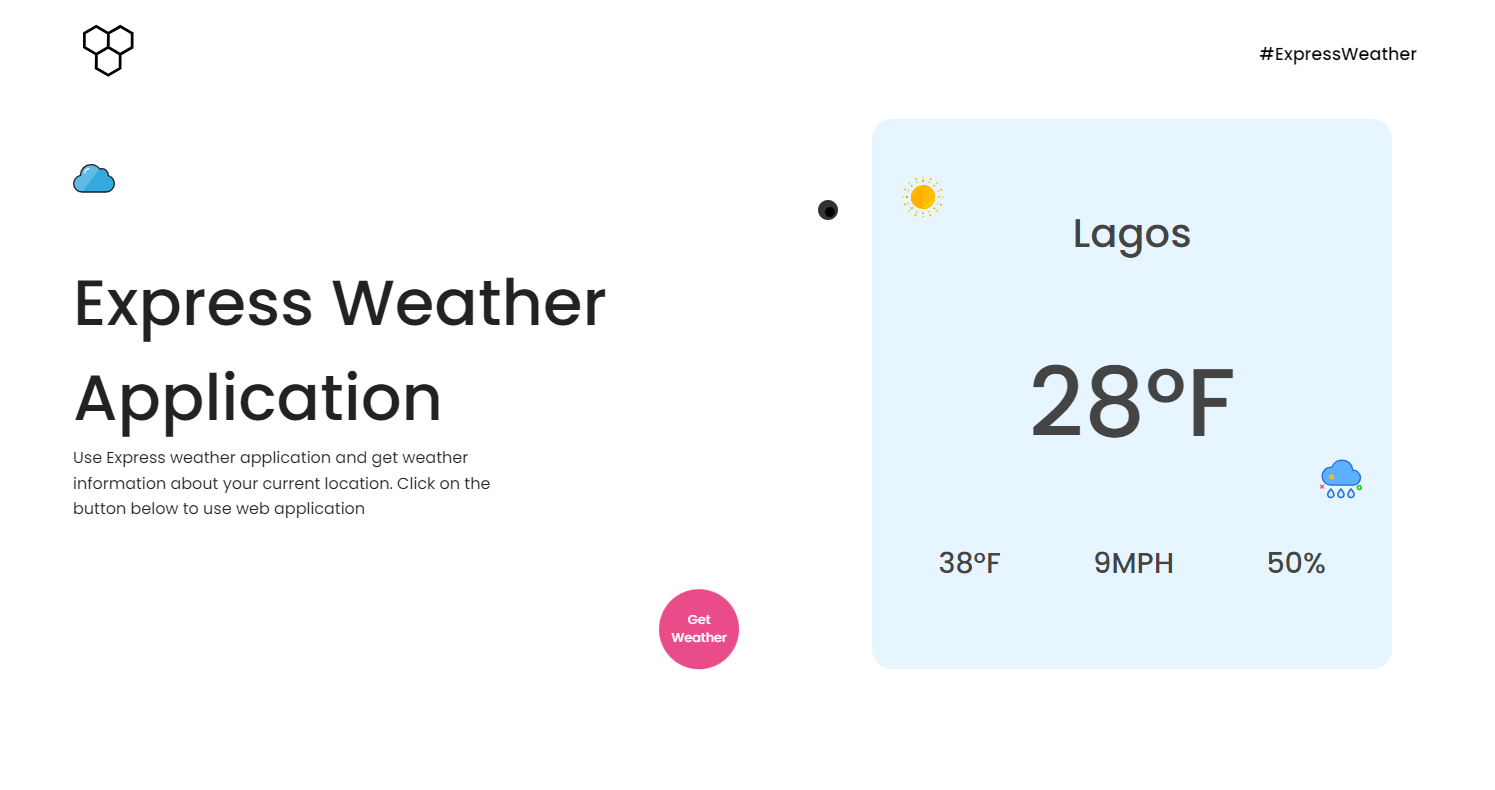 #ExpressWeather
Express Weather
Application
Use Express weather application and get weather
information about your current location. Click on the
button below to use web application
Get
Weather
Lagos
28°F
38°F 9MPH 50%